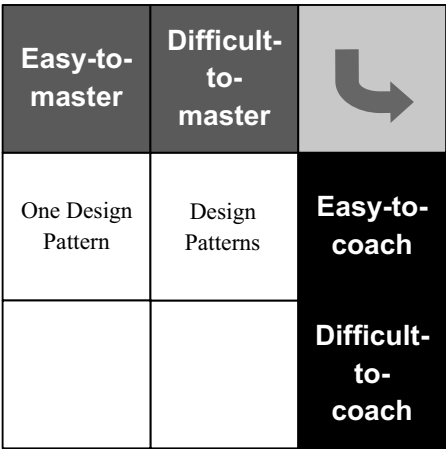 Easy-to-
master
Difficult-
to-
master
One Design
Pattern
Design
Patterns
Easy-to-
coach
Difficult-
to-
coach